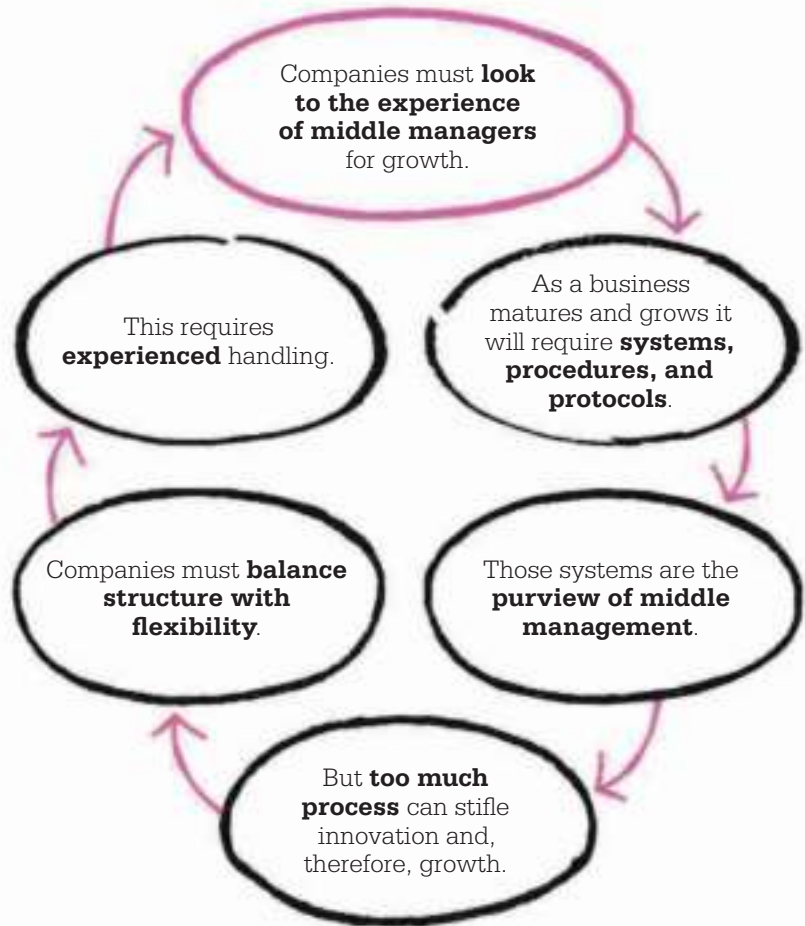 Companies must look
to the experience
of middle managers
for growth.
As a business
matures and grows it
will require systems,
procedures, and
protocols.
Those systems are the
purview of middle
management.
But too much
process can stifle
innovation and,
therefore, growth.
Companies must balance
structure with
flexibility.
This requires
experienced handling.